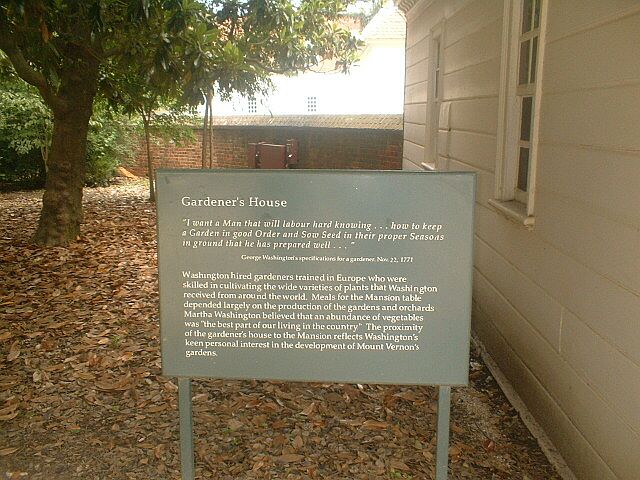 Gardener's House
"I want a Man that will labour hard knowing . . . how to keep
a Garden in good Order and Sow Seed in their proper Seasons
in ground that he has prepared well . . . "
George Washington's specifications for a gardener, Nov. 22, 1771
Washington hired gardeners trained in Europe who were
skilled in cultivating the wide varieties of plants that Washington
received from around the world. Meals for the Mansion table
depended largely on the production of the gardens and orchards
Martha Washington believed that an abundance of vegetables
was "the best part of our living in the country" The proximity
of the gardener's house to the Mansion reflects Washington's
keen personal interest in the development of Mount Vernon's
gardens.